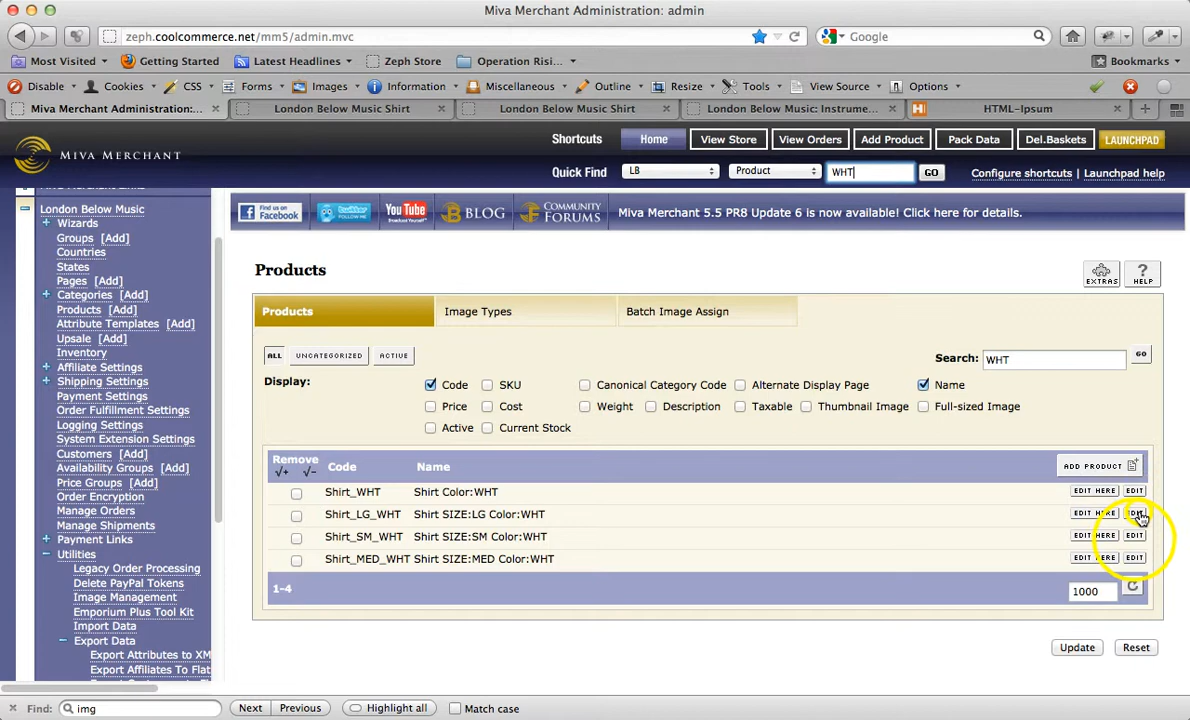 Miva Merchant Administration: admin
zeph.coolcommerce.net/mm5/admin.mvc
Google
Most Visited Getting Started Latest Headlines Zeph Store Operation Risi... Bookmarks
Disable Cookies CSS Forms Images Information Miscellaneous Outline Resize Tools View Source Options
Miva Merchant Administration:... London Below Music Shirt London Below Music Shirt London Below Music: Instrume... HTML-Ipsum
MIVA MERCHANT
Shortcuts Home View Store View Orders Add Product Pack Data Del.Baskets LAUNCHPAD
Quick Find LB Product WHT GO Configure shortcuts | Launchpad help
London Below Music
Wizards
Groups [Add]
Countries
States
Pages [Add]
Categories [Add]
Products [Add]
Attribute Templates [Add]
Upsale [Add]
Inventory
Affiliate Settings
Shipping Settings
Payment Settings
Order Fulfillment Settings
Logging Settings
System Extension Settings
Customers [Add]
Availability Groups [Add]
Price Groups [Add]
Order Encryption
Manage Orders
Manage Shipments
Payment Links
Utilities
Legacy Order Processing
Delete PayPal Tokens
Image Management
Emporium Plus Tool Kit
Import Data
Export Data
Export Attributes to XM
Export Affiliates To Flat
Find us on Facebook twitter FOLLOW ME YouTube BLOG COMMUNITY FORUMS Miva Merchant 5.5 PR8 Update 6 is now available! Click here for details.
Products
EXTRAS
? HELP
Products Image Types Batch Image Assign
ALL UNCATEGORIZED ACTIVE
Search: WHT GO
Display: Code SKU Canonical Category Code Alternate Display Page Name
Price Cost Weight Description Taxable Thumbnail Image Full-sized Image
Active Current Stock
Remove Code Name ADD PRODUCT
Shirt_WHT Shirt Color:WHT EDIT HERE EDIT
Shirt_LG_WHT Shirt SIZE:LG Color:WHT EDIT HERE EDIT
Shirt_SM_WHT Shirt SIZE:SM Color:WHT EDIT HERE EDIT
Shirt_MED_WHT Shirt SIZE:MED Color:WHT EDIT HERE EDIT
1-4 1000
Update Reset
Find: img Next Previous Highlight all Match case